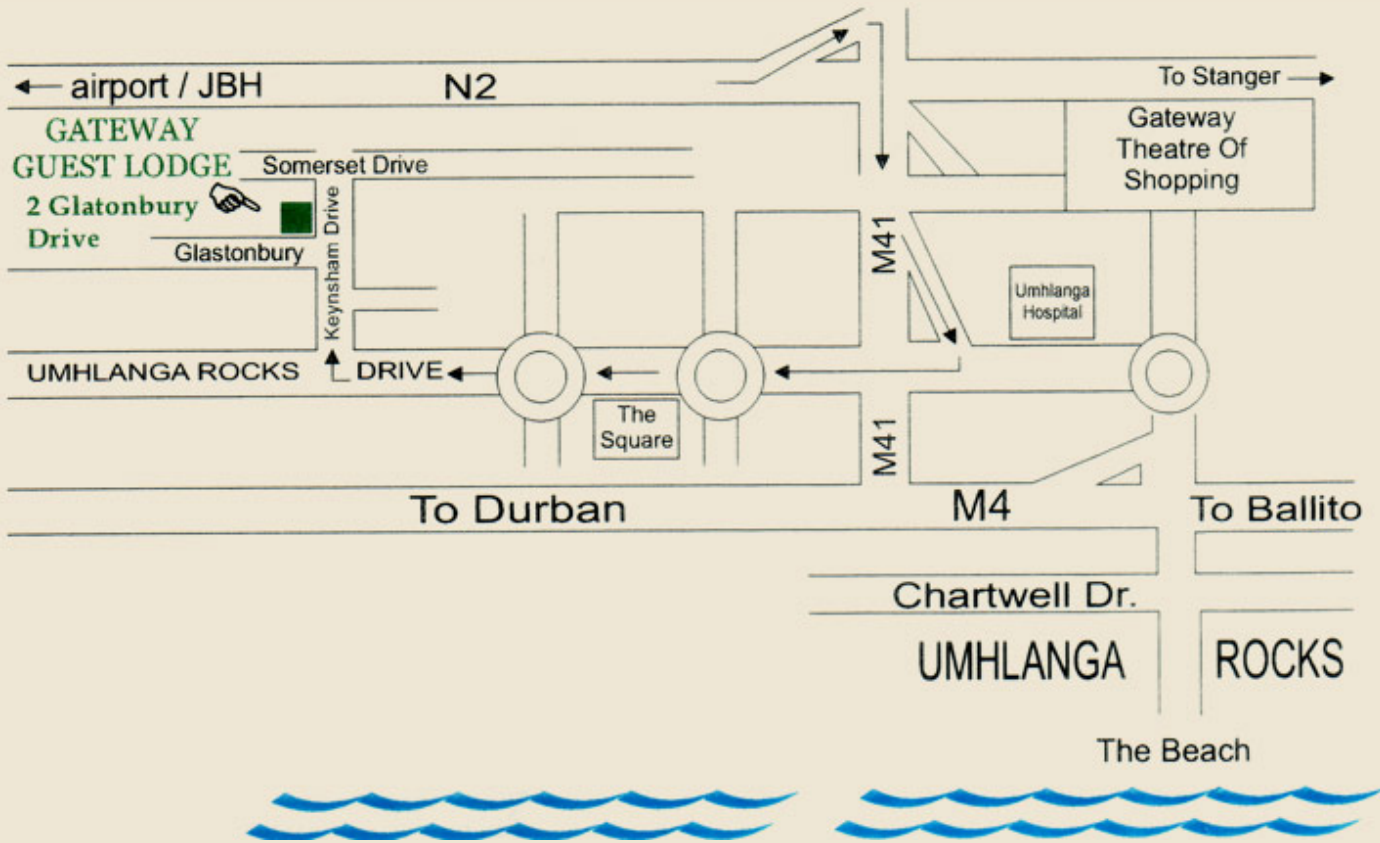 airport / JBH
N2
To Stanger
GATEWAY
GUEST LODGE
2 Glatonbury
Drive
Somerset Drive
Glastonbury
Keynsham Drive
M41
Gateway
Theatre Of
Shopping
Umhlanga
Hospital
UMHLANGA ROCKS DRIVE
The
Square
M41
To Durban
M4
To Ballito
Chartwell Dr.
UMHLANGA ROCKS
The Beach